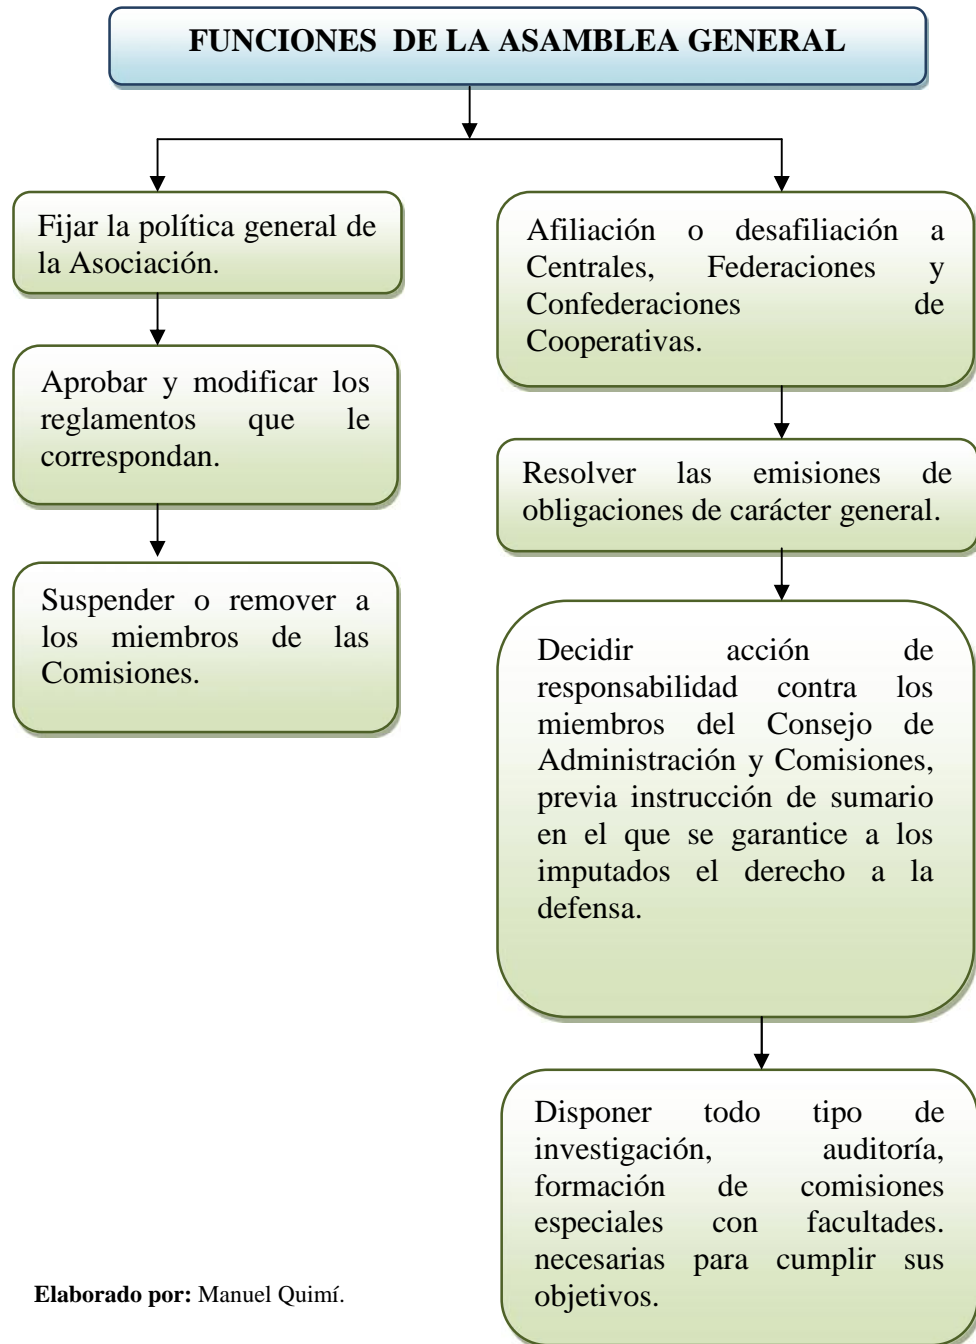 FUNCIONES DE LA ASAMBLEA GENERAL
Fijar la política general de
la Asociación.
Aprobar y modificar los
reglamentos que le
correspondan.
Suspender o remover a
los miembros de las
Comisiones.
Afiliación o desafiliación a
Centrales, Federaciones y
Confederaciones de
Cooperativas.
Resolver las emisiones de
obligaciones de carácter general.
Decidir acción de
responsabilidad contra los
miembros del Consejo de
Administración y Comisiones,
previa instrucción de sumario
en el que se garantice a los
imputados el derecho a la
defensa.
Disponer todo tipo de
investigación, auditoría,
formación de comisiones
especiales con facultades.
necesarias para cumplir sus
objetivos.
Elaborado por: Manuel Quimí.